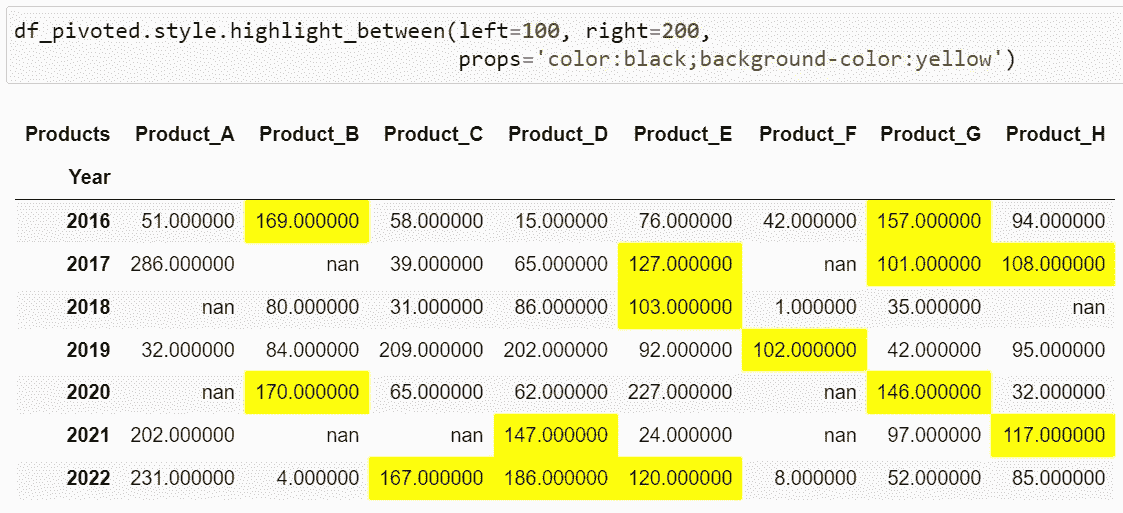 df_pivoted.style.highlight_between(left=100, right=200,
props='color:black;background-color:yellow')
Products Product_A Product_B Product_C Product_D Product_E Product_F Product_G Product_H
Year
2016 51.000000 169.000000 58.000000 15.000000 76.000000 42.000000 157.000000 94.000000
2017 286.000000 nan 39.000000 65.000000 127.000000 nan 101.000000 108.000000
2018 nan 80.000000 31.000000 86.000000 103.000000 1.000000 35.000000 nan
2019 32.000000 84.000000 209.000000 202.000000 92.000000 102.000000 42.000000 95.000000
2020 nan 170.000000 65.000000 62.000000 227.000000 nan 146.000000 32.000000
2021 202.000000 nan nan 147.000000 24.000000 nan 97.000000 117.000000
2022 231.000000 4.000000 167.000000 186.000000 120.000000 8.000000 52.000000 85.000000